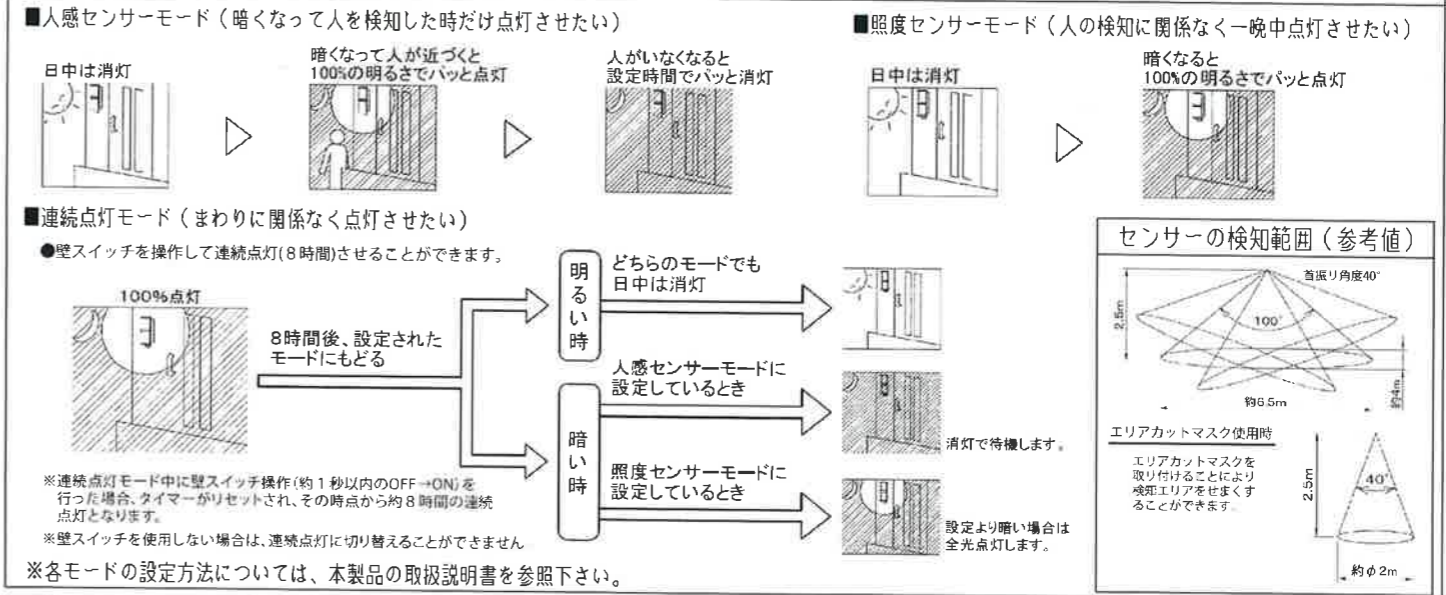 ■人感センサーモード（暗くなって人を検知した時だけ点灯させたい）
日中は消灯
暗くなって人が近づくと
100%の明るさでパッと点灯
人がいなくなると
設定時間でパッと消灯
■照度センサーモード（人の検知に関係なく一晩中点灯させたい）
日中は消灯
暗くなると
100%の明るさでパッと点灯
■連続点灯モード（まわりに関係なく点灯させたい）
●壁スイッチを操作して連続点灯(8時間)させることができます。
100%点灯
8時間後、設定された
モードにもどる
明るい時
どちらのモードでも
日中は消灯
暗い時
人感センサーモードに
設定しているとき
消灯で待機します。
照度センサーモードに
設定しているとき
設定より暗い場合は
全光点灯します。
※連続点灯モード中に壁スイッチ操作(約1秒以内のOFF→ON)を
行った場合、タイマーがリセットされ、その時点から約8時間の連続
点灯となります。
※壁スイッチを使用しない場合は、連続点灯に切り替えることができません
※各モードの設定方法については、本製品の取扱説明書を参照下さい。
センサーの検知範囲（参考値）
首振り角度40°
2.5m
100°
約4m
約6.5m
エリアカットマスク使用時
エリアカットマスクを
取り付けることにより
検知エリアをせまくす
ることができます。
2.5m
40°
約φ2m